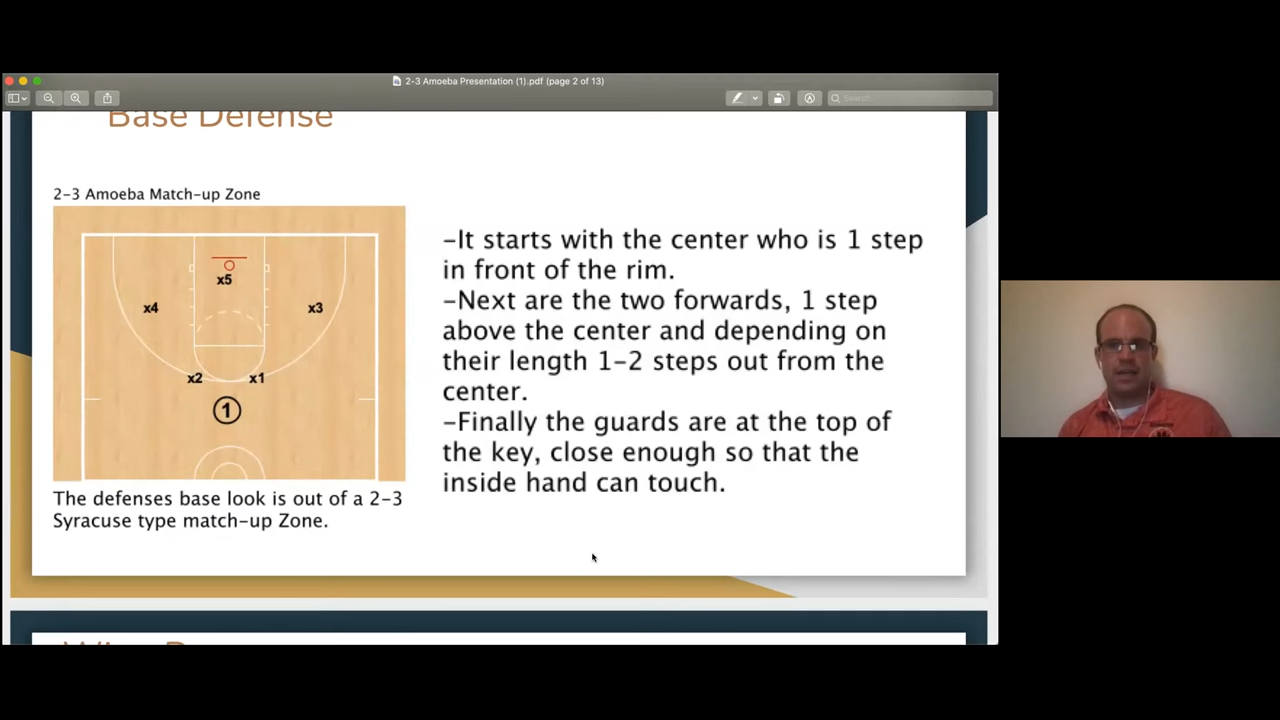 2-3 Amoeba Presentation (1).pdf (page 2 of 13)
Search
Base Defense
2-3 Amoeba Match-up Zone
x5
x4
x3
x2
x1
1
The defenses base look is out of a 2-3
Syracuse type match-up Zone.
-It starts with the center who is 1 step
in front of the rim.
-Next are the two forwards, 1 step
above the center and depending on
their length 1-2 steps out from the
center.
-Finally the guards are at the top of
the key, close enough so that the
inside hand can touch.